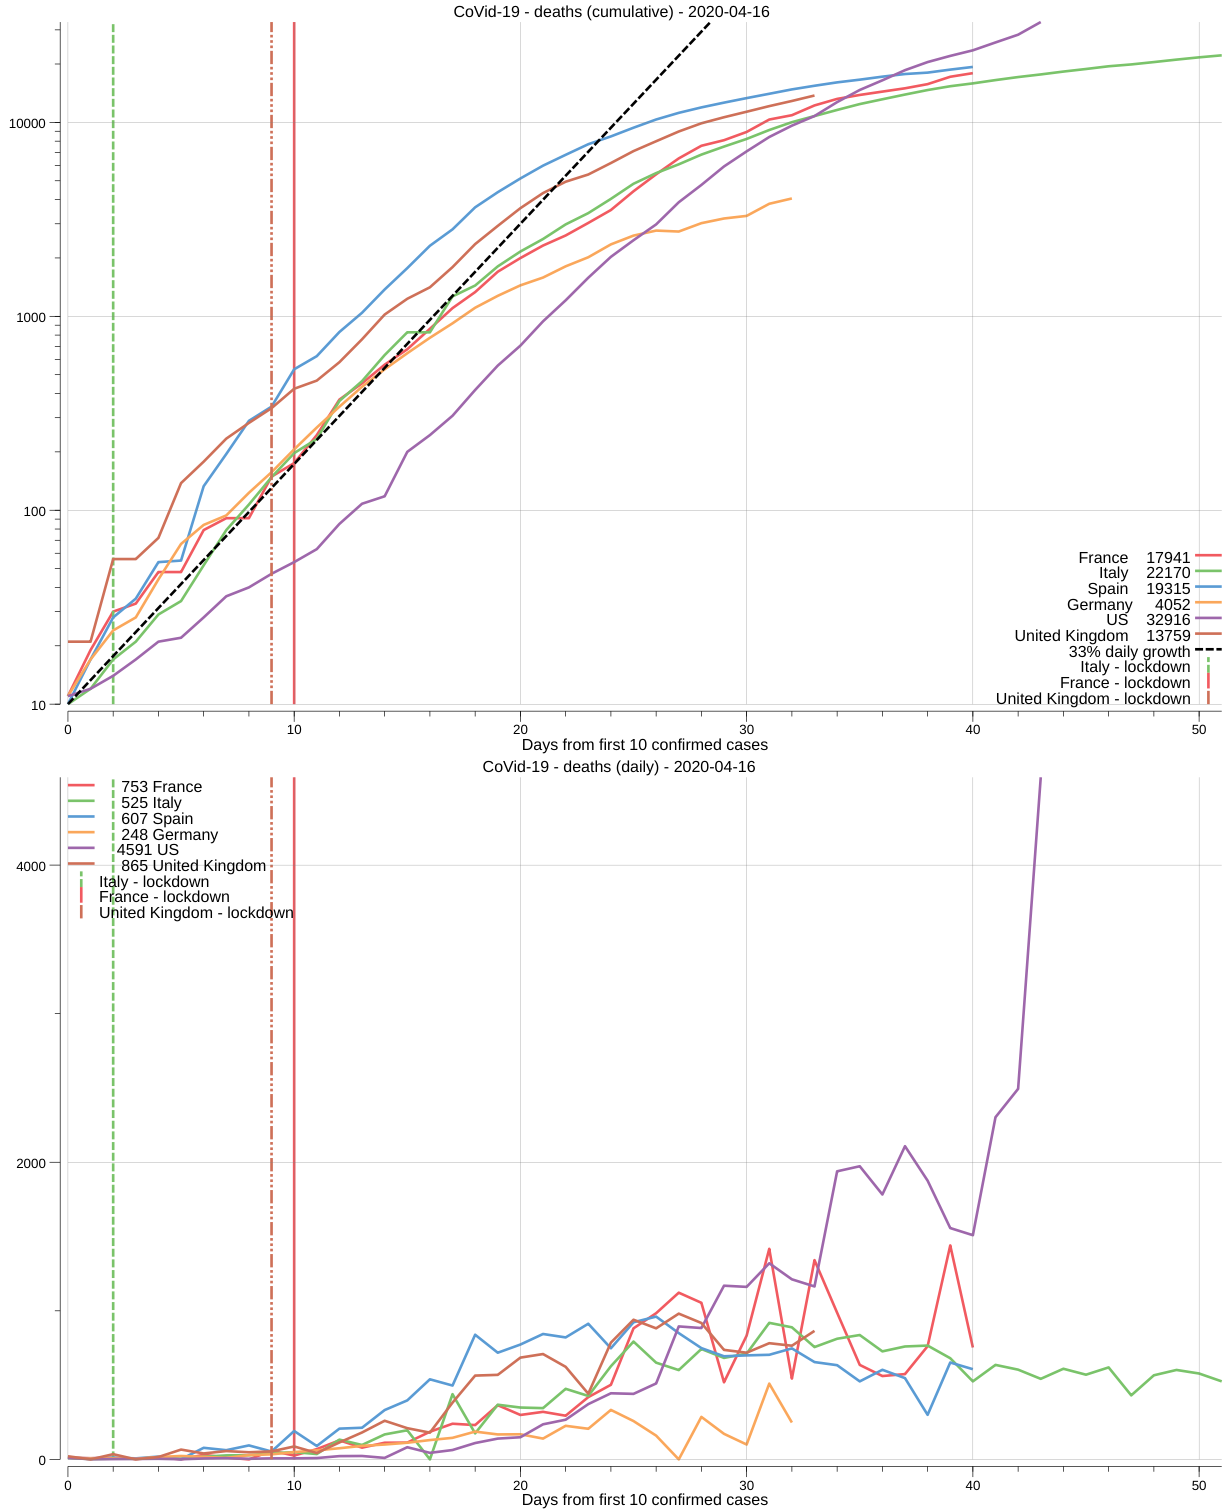 CoVid-19 - deaths (cumulative) - 2020-04-16
10000
1000
100
10
France 17941
Italy 22170
Spain 19315
Germany 4052
US 32916
United Kingdom 13759
33% daily growth
Italy - lockdown
France - lockdown
United Kingdom - lockdown
0 10 20 30 40 50
Days from first 10 confirmed cases
CoVid-19 - deaths (daily) - 2020-04-16
753 France
525 Italy
607 Spain
248 Germany
4591 US
865 United Kingdom
Italy - lockdown
France - lockdown
United Kingdom - lockdown
4000
2000
0
0 10 20 30 40 50
Days from first 10 confirmed cases